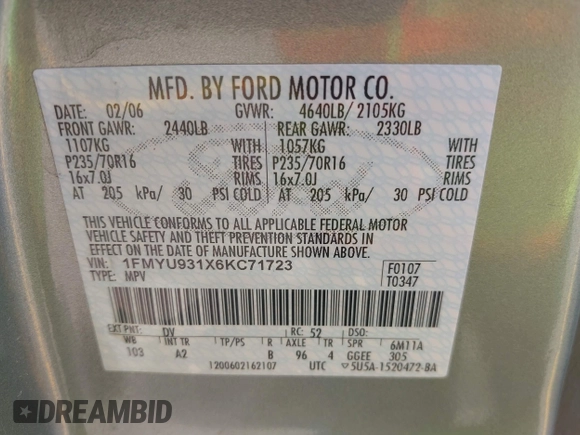 MFD. BY FORD MOTOR CO.
DATE: 02/06 GVWR: 4640LB/ 2105KG
FRONT GAWR: 2440LB REAR GAWR: 2330LB
1107KG WITH 1057KG WITH
P235/70R16 TIRES P235/70R16 TIRES
16x7.0J RIMS 16x7.0J RIMS
AT 205 kPa/ 30 PSI COLD AT 205 kPa/ 30 PSI COLD
THIS VEHICLE CONFORMS TO ALL APPLICABLE FEDERAL MOTOR
VEHICLE SAFETY AND THEFT PREVENTION STANDARDS IN
EFFECT ON THE DATE OF MANUFACTURE SHOWN ABOVE.
VIN: 1FMYU931X6KC71723 F0107
TYPE: MPV T0347
EXT PNT: DV RC: 52 DSO:
WB INT TR TP/PS R AXLE TR SPR 6M11A
103 A2 B 96 4 GGEE 305
1200602162107 UTC ▽5U5A-1520472-BA
DREAMBID